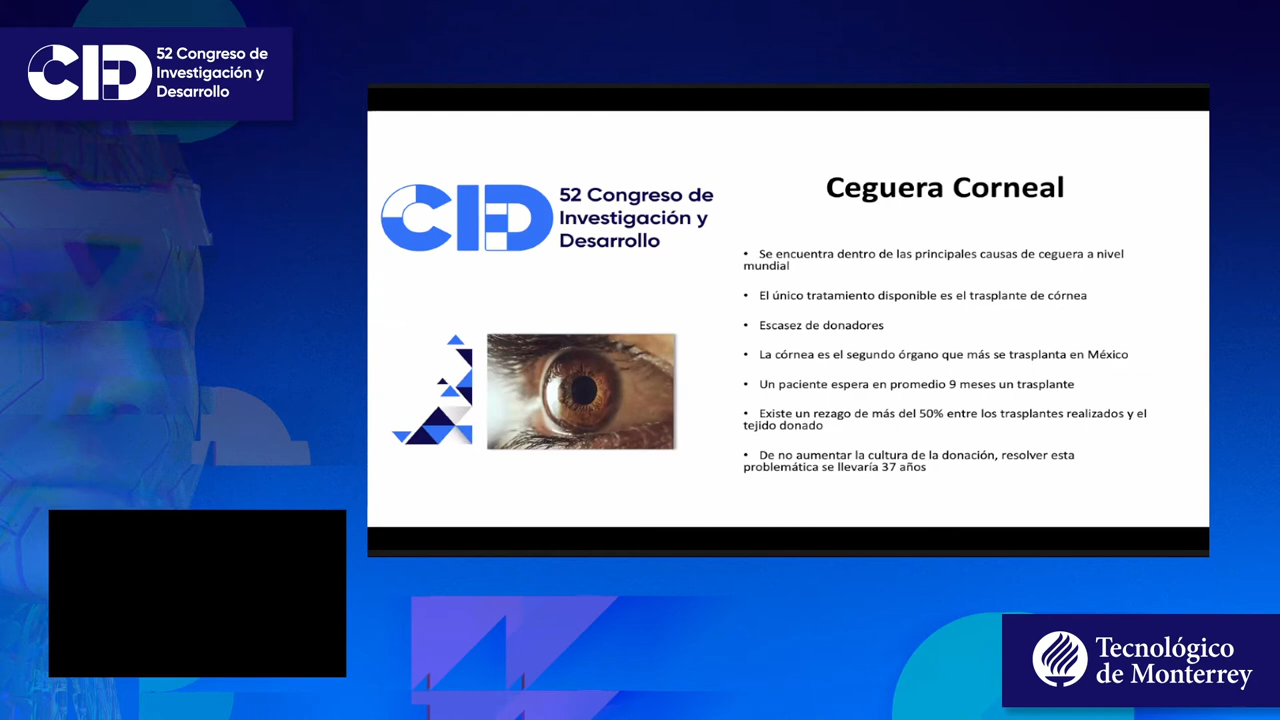 CID
52 Congreso de
Investigación y
Desarrollo
CID
52 Congreso de
Investigación y
Desarrollo
Ceguera Corneal
• Se encuentra dentro de las principales causas de ceguera a nivel
mundial
• El único tratamiento disponible es el trasplante de córnea
• Escasez de donadores
• La córnea es el segundo órgano que más se trasplanta en México
• Un paciente espera en promedio 9 meses un trasplante
• Existe un rezago de más del 50% entre los trasplantes realizados y el
tejido donado
• De no aumentar la cultura de la donación, resolver esta
problemática se llevaría 37 años
Tecnológico
de Monterrey